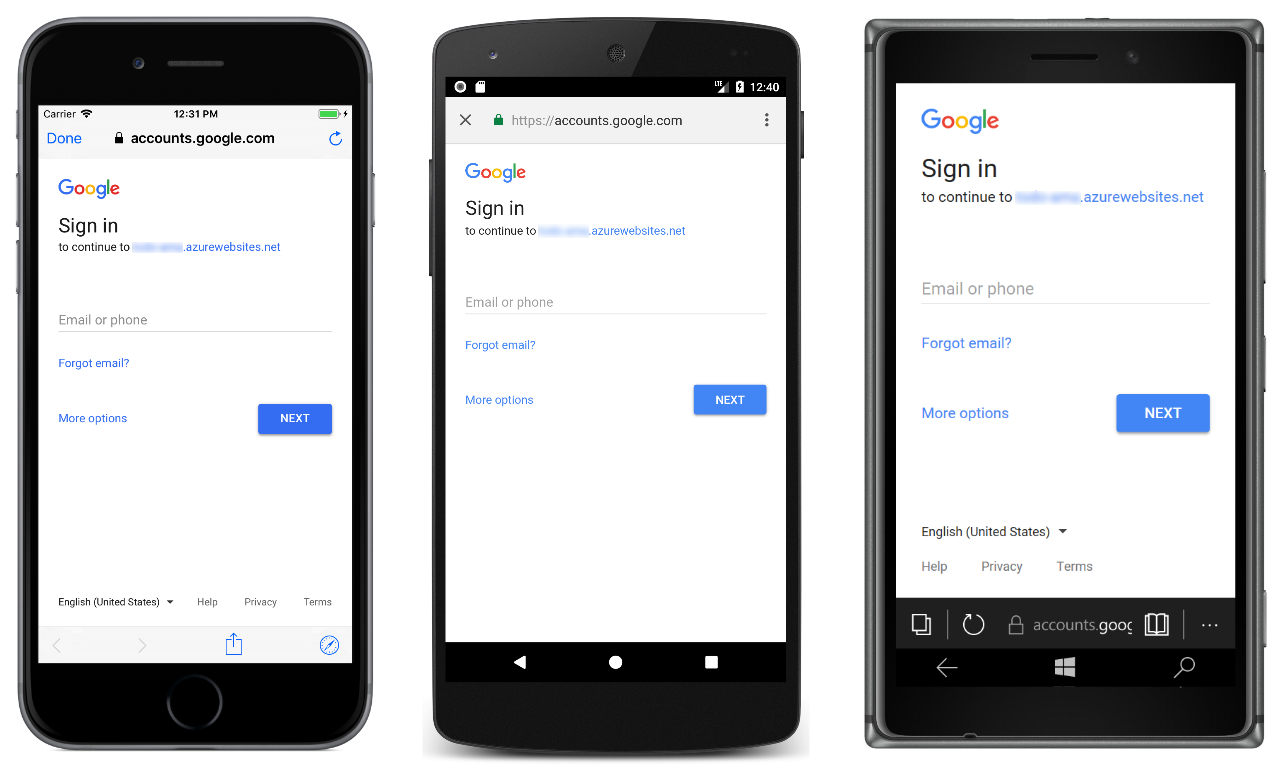 Carrier 12:31 PM
Done accounts.google.com
Google
Sign in
to continue to .azurewebsites.net
Email or phone
Forgot email?
More options NEXT
English (United States) Help Privacy Terms
LTE 12:40
https://accounts.google.com
Google
Sign in
to continue to .azurewebsites.net
Email or phone
Forgot email?
More options NEXT
Google
Sign in
to continue to .azurewebsites.net
Email or phone
Forgot email?
More options NEXT
English (United States)
Help Privacy Terms
accounts.goog